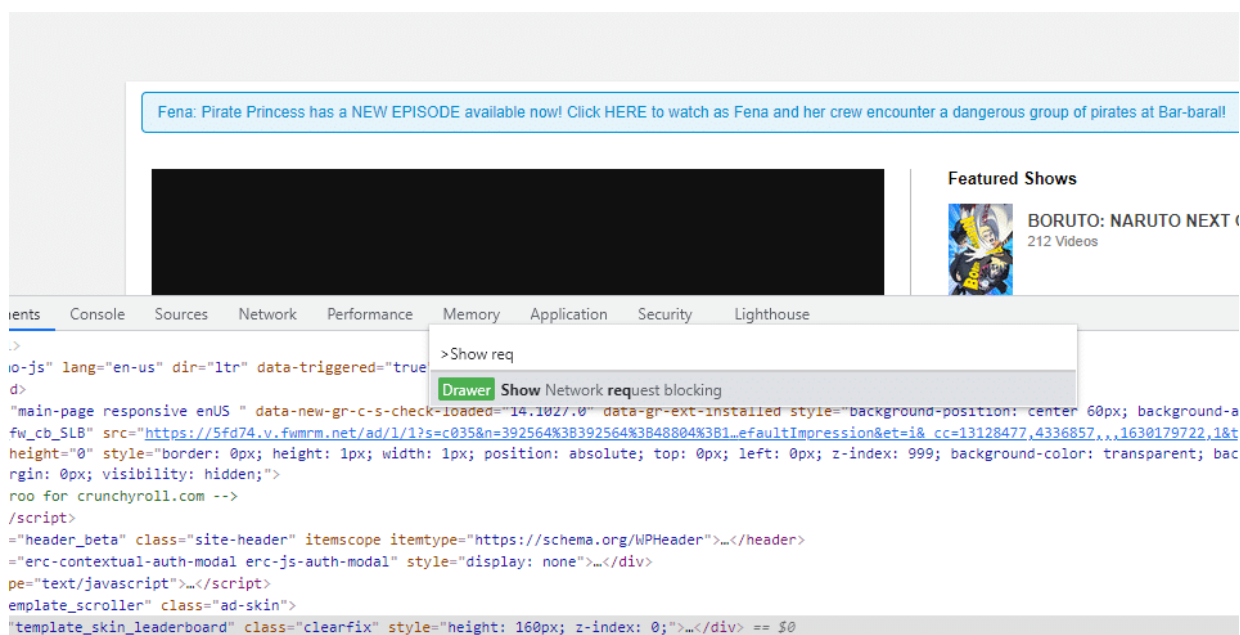 Fena: Pirate Princess has a NEW EPISODE available now! Click HERE to watch as Fena and her crew encounter a dangerous group of pirates at Bar-baral!
Featured Shows
BORUTO: NARUTO NEXT
212 Videos
ents Console Sources Network Performance Memory Application Security Lighthouse
>Show req
Drawer Show Network request blocking
>
o-js" lang="en-us" dir="ltr" data-triggered="true"
d>
"main-page responsive enUS " data-new-gr-c-s-check-loaded="14.1027.0" data-gr-ext-installed style="background-position: center 60px; background-a
fw_cb_SLB" src="https://5fd74.v.fwmrm.net/ad/1/1?s=c035&n=392564%3B392564%3B48804%3B1…efaultImpression&et=i&_cc=13128477,4336857,,,1630179722,1&t
height="0" style="border: 0px; height: 1px; width: 1px; position: absolute; top: 0px; left: 0px; z-index: 999; background-color: transparent; bac
rgin: 0px; visibility: hidden;">
roo for crunchyroll.com -->
/script>
="header_beta" class="site-header" itemscope itemtype="https://schema.org/WPHeader">…</header>
="erc-contextual-auth-modal erc-js-auth-modal" style="display: none">…</div>
pe="text/javascript">…</script>
emplate_scroller" class="ad-skin">
"template_skin_leaderboard" class="clearfix" style="height: 160px; z-index: 0;">…</div> == $0